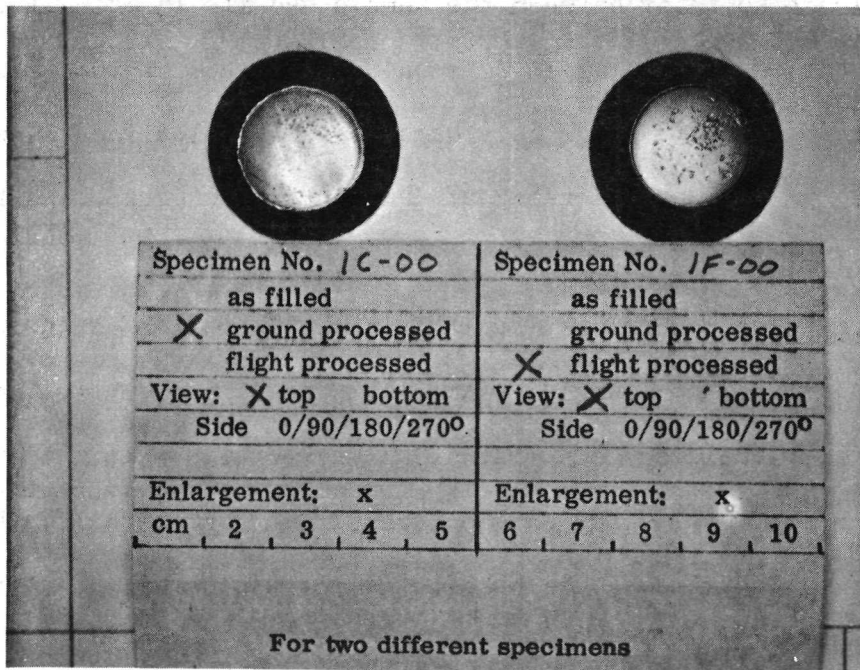 Specimen No. 1C-00
as filled
X ground processed
flight processed
View: X top bottom
Side 0/90/180/270º
Enlargement: x
cm 2 3 4 5
Specimen No. 1F-00
as filled
ground processed
X flight processed
View: X top bottom
Side 0/90/180/270º
Enlargement: x
6 7 8 9 10
For two different specimens